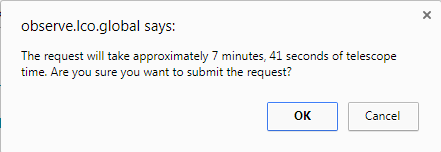 observe.lco.global says:
The request will take approximately 7 minutes, 41 seconds of telescope
time. Are you sure you want to submit the request?
OK
Cancel